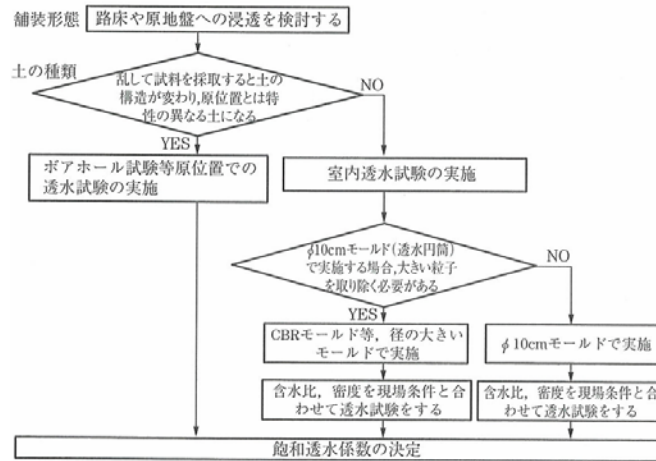 舗装形態
路床や原地盤への浸透を検討する
土の種類
乱して試料を採取すると土の
構造が変わり,原位置とは特
性の異なる土になる
NO
YES
ボアホール試験等原位置での
透水試験の実施
室内透水試験の実施
φ10cmモールド(透水円筒)
で実施する場合,大きい粒子
を取り除く必要がある
NO
YES
CBRモールド等，径の大きい
モールドで実施
φ10cmモールドで実施
含水比，密度を現場条件と合
わせて透水試験をする
含水比，密度を現場条件と合
わせて透水試験をする
飽和透水係数の決定